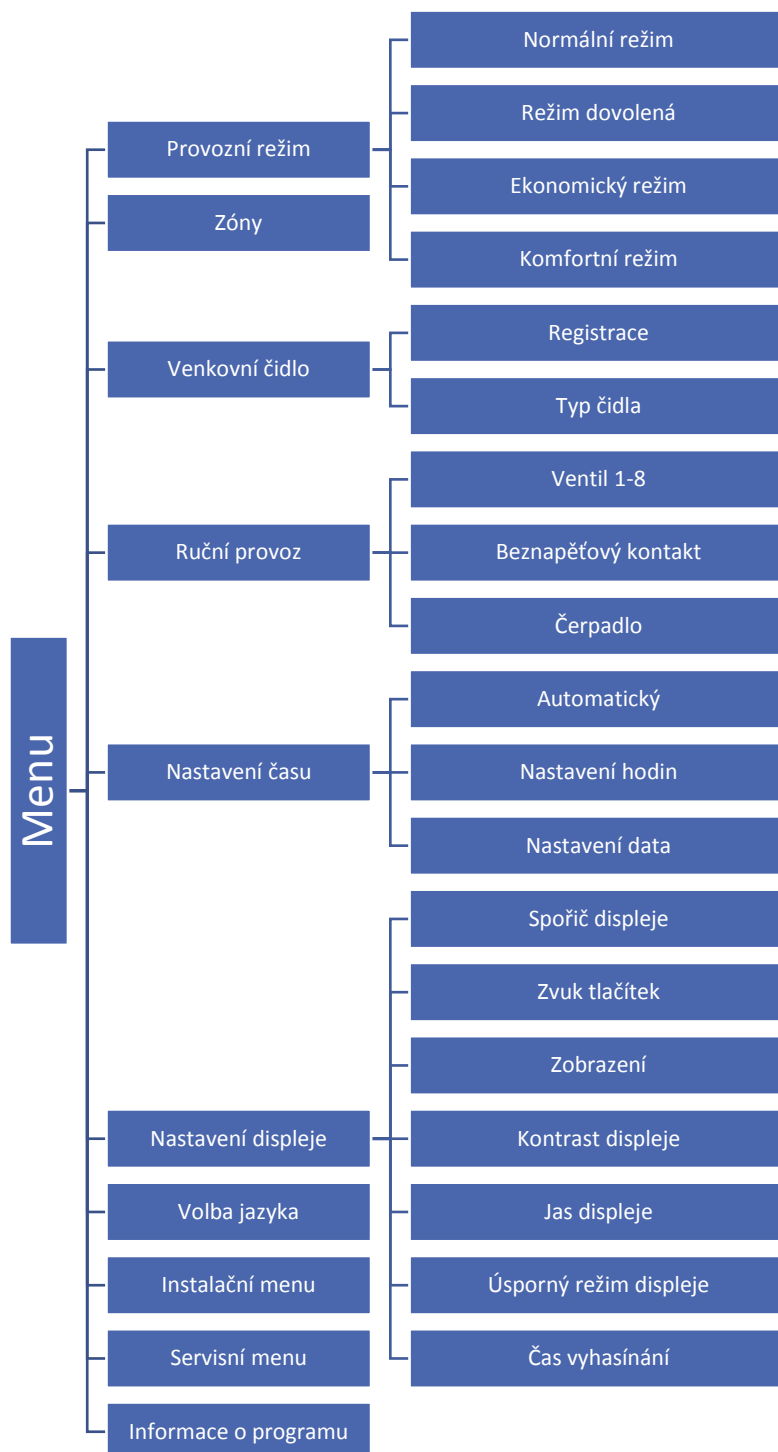 Menu
Provozní režim
Normální režim
Režim dovolená
Ekonomický režim
Komfortní režim
Zóny
Venkovní čidlo
Registrace
Typ čidla
Ruční provoz
Ventil 1-8
Beznapěťový kontakt
Čerpadlo
Nastavení času
Automatický
Nastavení hodin
Nastavení data
Nastavení displeje
Spořič displeje
Zvuk tlačítek
Zobrazení
Kontrast displeje
Jas displeje
Úsporný režim displeje
Čas vyhasínání
Volba jazyka
Instalační menu
Servisní menu
Informace o programu